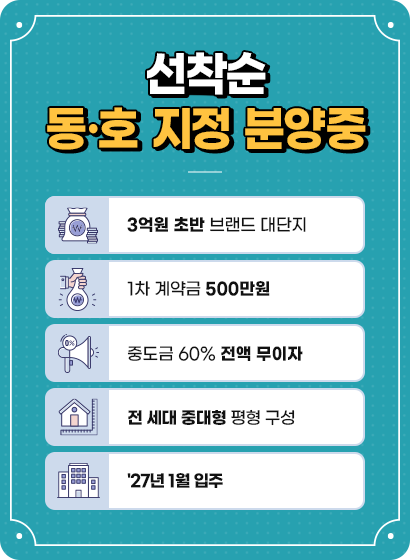 선착순
동·호 지정 분양중
3억원 초반 브랜드 대단지
₩
1차 계약금 500만원
₩
중도금 60% 전액 무이자
0%
전 세대 중대형 평형 구성
'27년 1월 입주